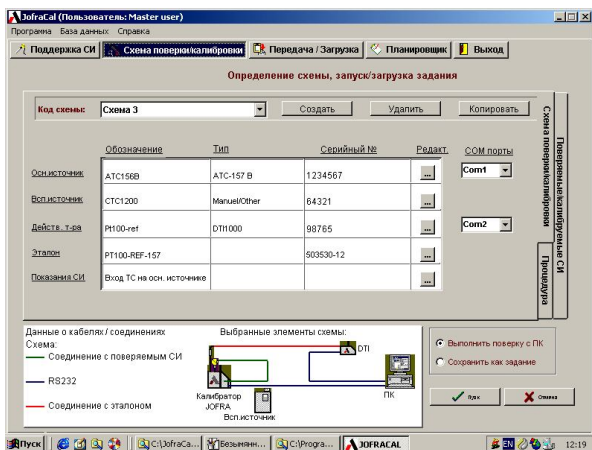 JofraCal (Пользователь: Master user)
Программа База данных Справка
Поддержка СИ Схема поверки/калибровки Передача / Загрузка Планировщик Выход
Определение схемы, запуск/загрузка задания
Код схемы: Схема 3 Создать Удалить Копировать
Обозначение Тип Серийный № Редакт. COM порты
Осн.источник ATC156B ATC-157 B 1234567 ... Com1
Всп.источник CTC1200 Manuel/Other 64321 ...
Действ. т-ра Pt100-ref DTI1000 98765 ... Com2
Эталон PT100-REF-157 503530-12 ...
Показания СИ Вход ТС на осн. источнике ...
Схема поверки/калибровки
Процедура
Поверяемые/калибруемые СИ
Данные о кабелях / соединениях
Схема:
Соединение с поверяемым СИ
RS232
Соединение с эталоном
Выбранные элементы схемы:
DTI
Калибратор
JOFRA
ПК
Всп.источник
Выполнить поверку с ПК
Сохранить как задание
Пуск Отмена
Пуск C:\JofraCa... Безымянн... C:\Progra... JOFRACAL EN 12:19